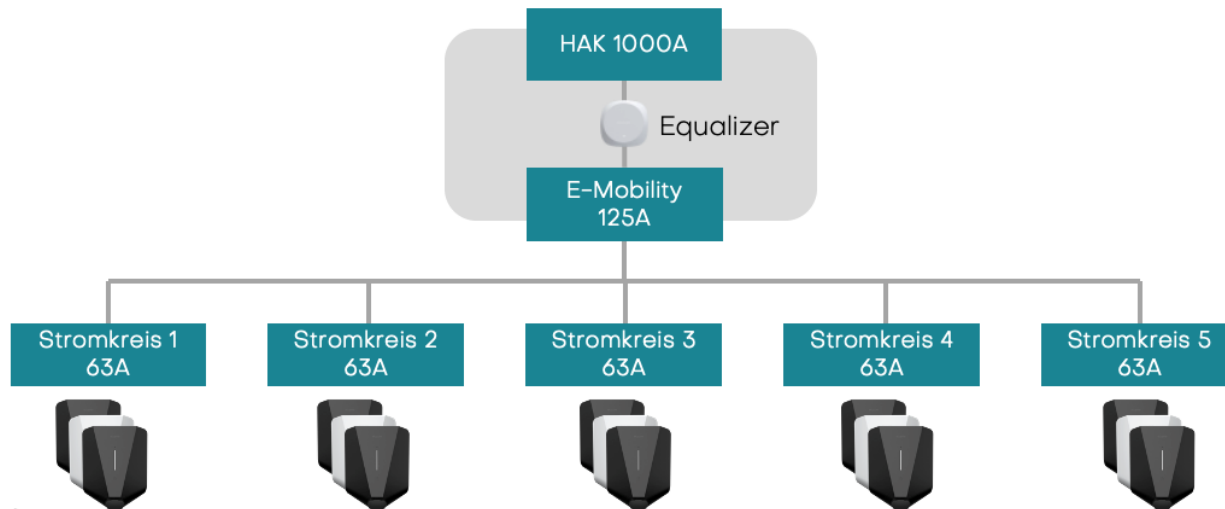 HAK 1000A
Equalizer
E-Mobility
125A
Stromkreis 1
63A
Stromkreis 2
63A
Stromkreis 3
63A
Stromkreis 4
63A
Stromkreis 5
63A